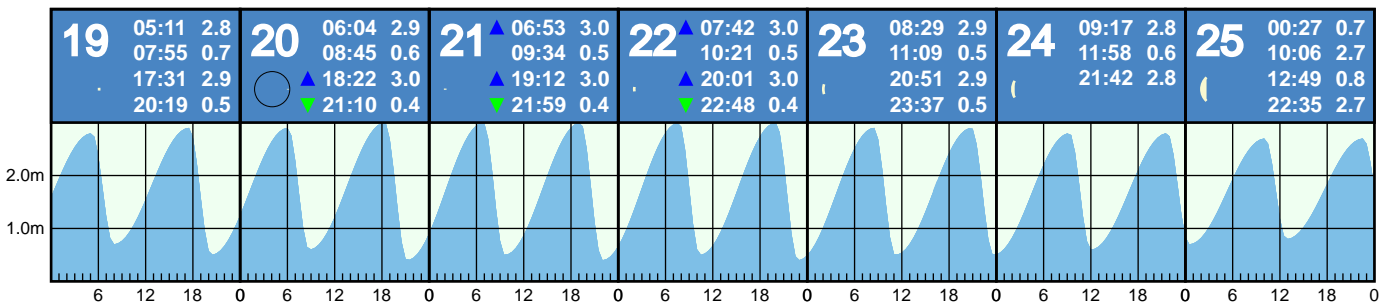 19 05:11 2.8
07:55 0.7
17:31 2.9
20:19 0.5
20 06:04 2.9
08:45 0.6
▲ 18:22 3.0
▼ 21:10 0.4
21 ▲ 06:53 3.0
09:34 0.5
▲ 19:12 3.0
▼ 21:59 0.4
22 ▲ 07:42 3.0
10:21 0.5
▲ 20:01 3.0
▼ 22:48 0.4
23 08:29 2.9
11:09 0.5
20:51 2.9
23:37 0.5
24 09:17 2.8
11:58 0.6
21:42 2.8
25 00:27 0.7
10:06 2.7
12:49 0.8
22:35 2.7
2.0m
1.0m
6 12 18 0 6 12 18 0 6 12 18 0 6 12 18 0 6 12 18 0 6 12 18 0 6 12 18 0